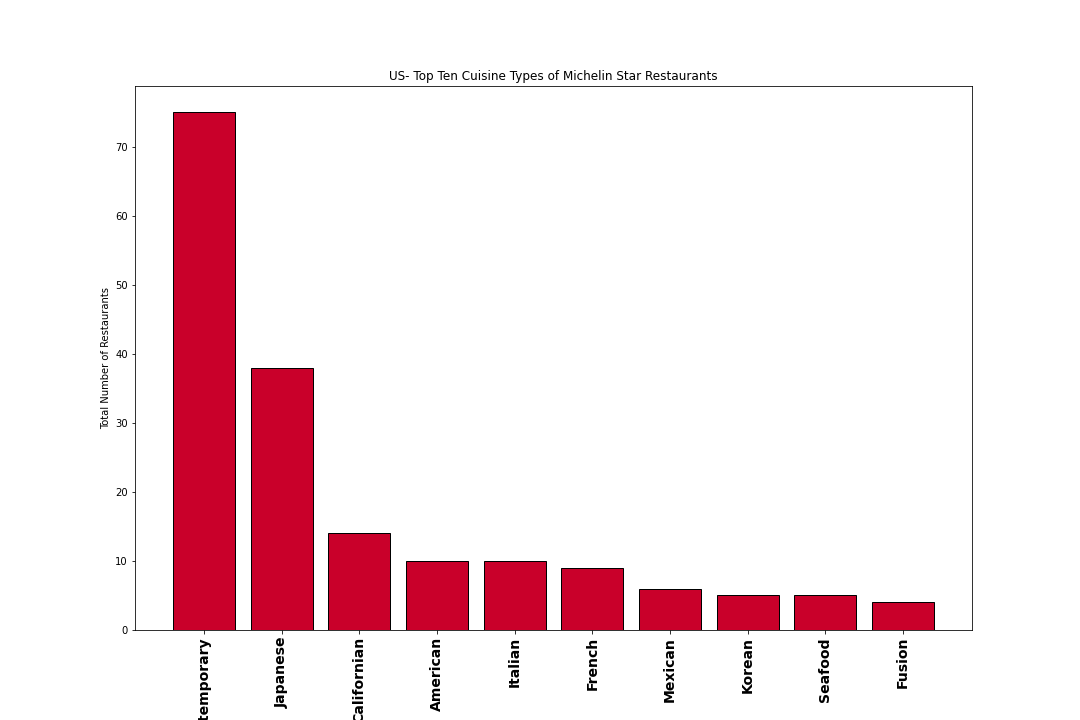 US- Top Ten Cuisine Types of Michelin Star Restaurants
Total Number of Restaurants
70
60
50
40
30
20
10
0
temporary
Japanese
Californian
American
Italian
French
Mexican
Korean
Seafood
Fusion